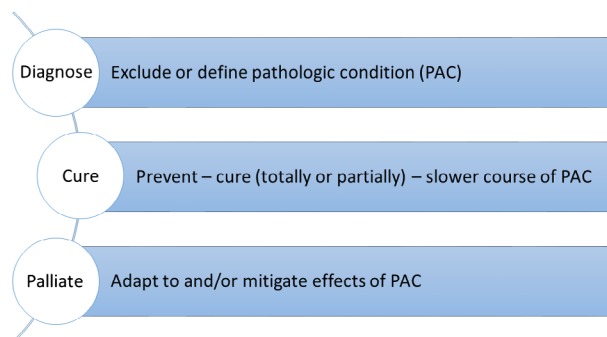 Diagnose
Exclude or define pathologic condition (PAC)
Cure
Prevent – cure (totally or partially) – slower course of PAC
Palliate
Adapt to and/or mitigate effects of PAC